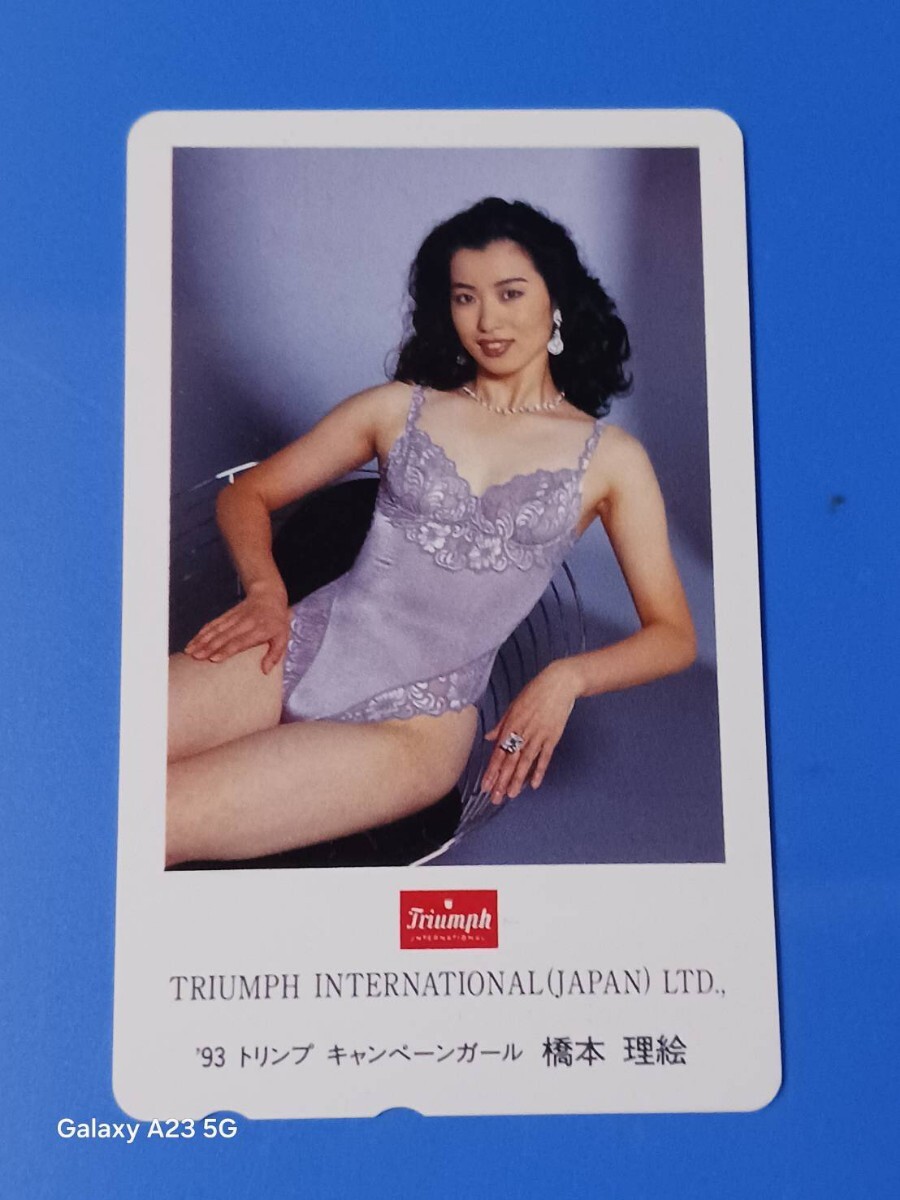 Triumph
INTERNATIONAL
TRIUMPH INTERNATIONAL(JAPAN) LTD.,
'93 トリンプ キャンペーンガール 橋本 理絵
Galaxy A23 5G